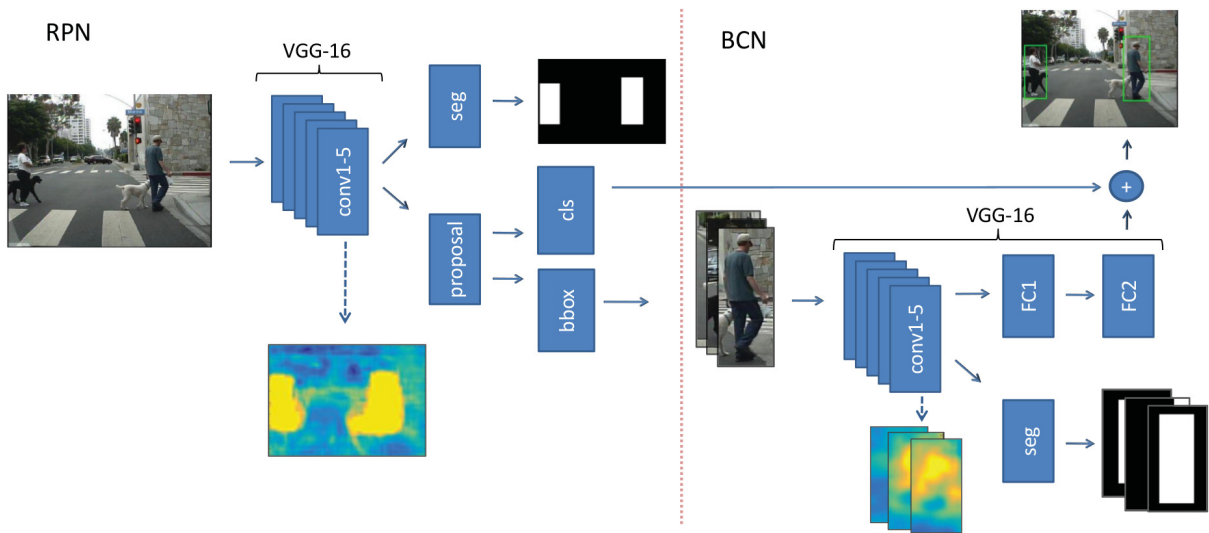 RPN
VGG-16
conv1-5
seg
proposal
cls
bbox
BCN
+
VGG-16
conv1-5
FC1
FC2
seg